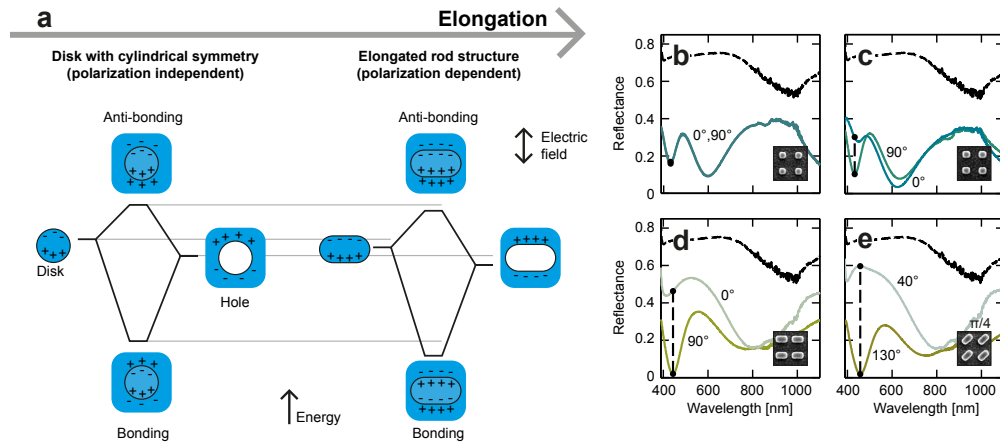 a
Elongation
Disk with cylindrical symmetry
(polarization independent)
Elongated rod structure
(polarization dependent)
Anti-bonding
Anti-bonding
Electric
field
Disk
Hole
Energy
Bonding
Bonding
b
0.8
0.6
0.4
0.2
0
Reflectance
0°,90°
c
90°
0°
d
0.8
0.6
0.4
0.2
0
Reflectance
0°
90°
400 600 800 1000
Wavelength [nm]
e
40°
π/4
130°
400 600 800 1000
Wavelength [nm]